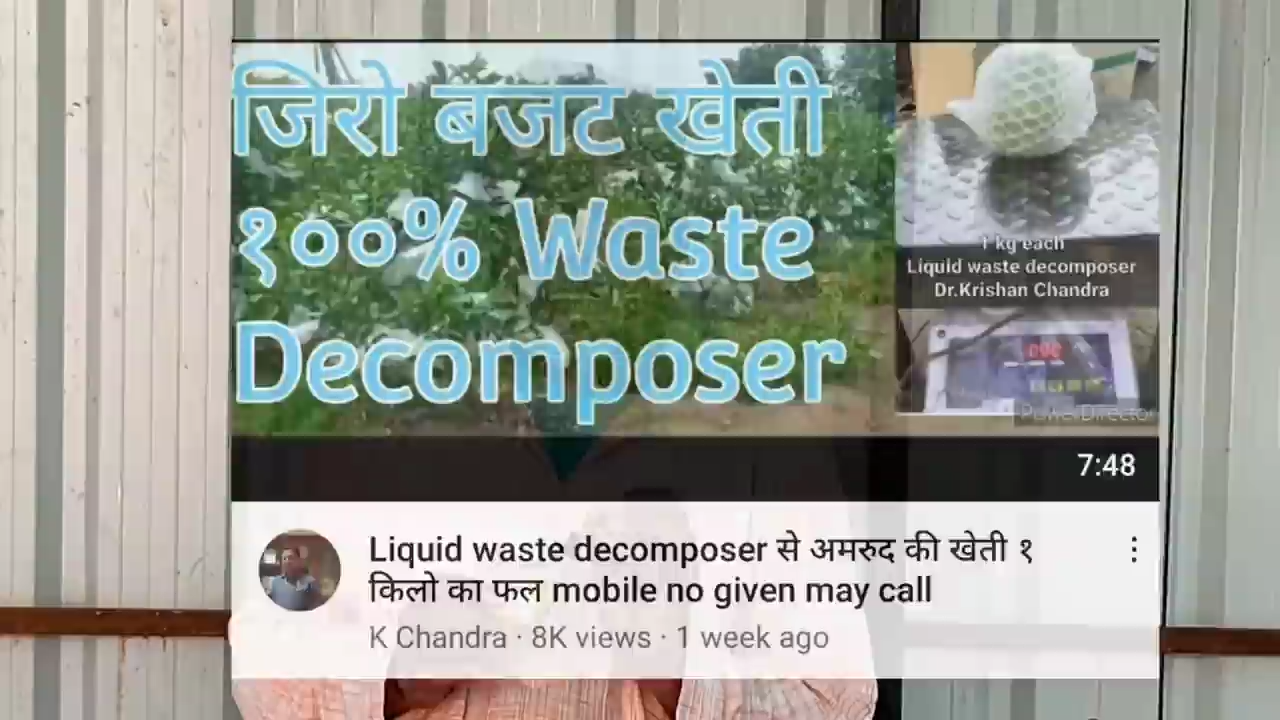 जिरो बजट खेती
१००% Waste
Decomposer
1 kg each
Liquid waste decomposer
Dr.Krishan Chandra
PowerDirector
7:48
Liquid waste decomposer से अमरुद की खेती १
किलो का फल mobile no given may call
K Chandra · 8K views · 1 week ago